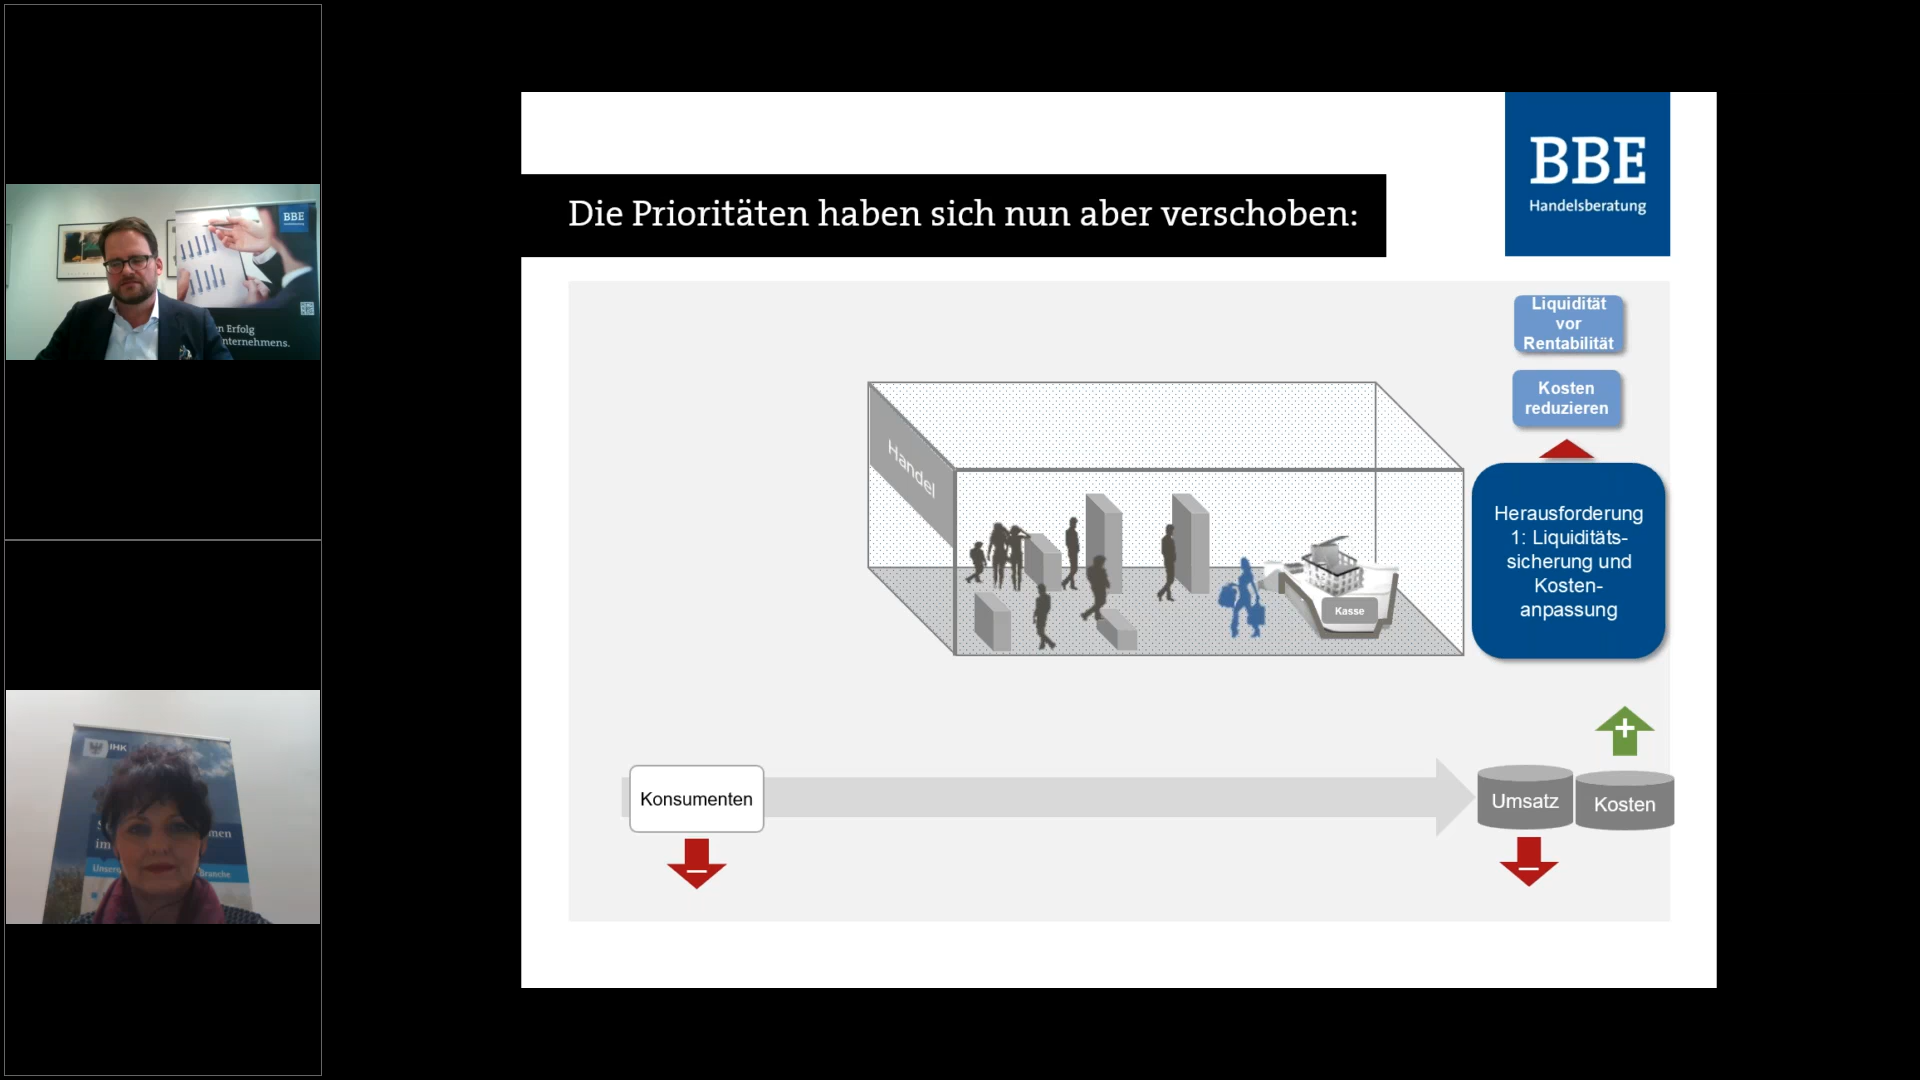 BBE
n Erfolg
nternehmens.
IHK
men
im
Unsere
Branche
BBE
Handelsberatung
Die Prioritäten haben sich nun aber verschoben:
Liquidität
vor
Rentabilität
Kosten
reduzieren
Herausforderung
1: Liquiditäts-
sicherung und
Kosten-
anpassung
Handel
Kasse
Konsumenten
Umsatz
Kosten